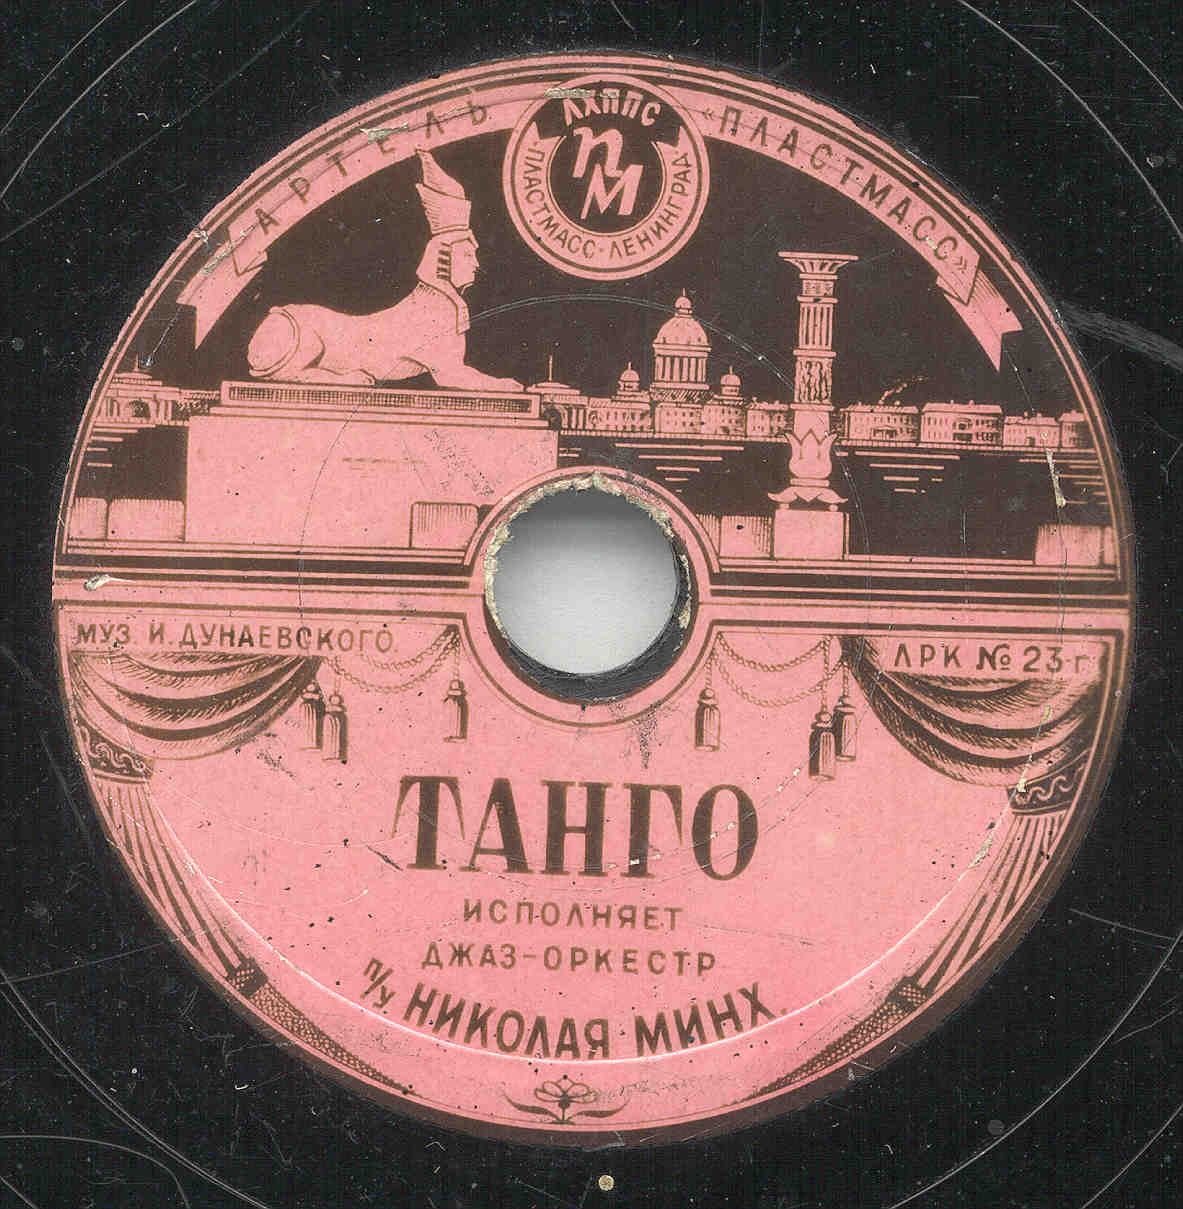 АРТЕЛЬ «ПЛАСТМАСС»
ЛХППС
ПМ
ПЛАСТМАСС-ЛЕНИНГРАД
МУЗ. И. ДУНАЕВСКОГО.
ЛРК № 23-г
ТАНГО
ИСПОЛНЯЕТ
ДЖАЗ-ОРКЕСТР
п/у. НИКОЛАЯ МИНХ.